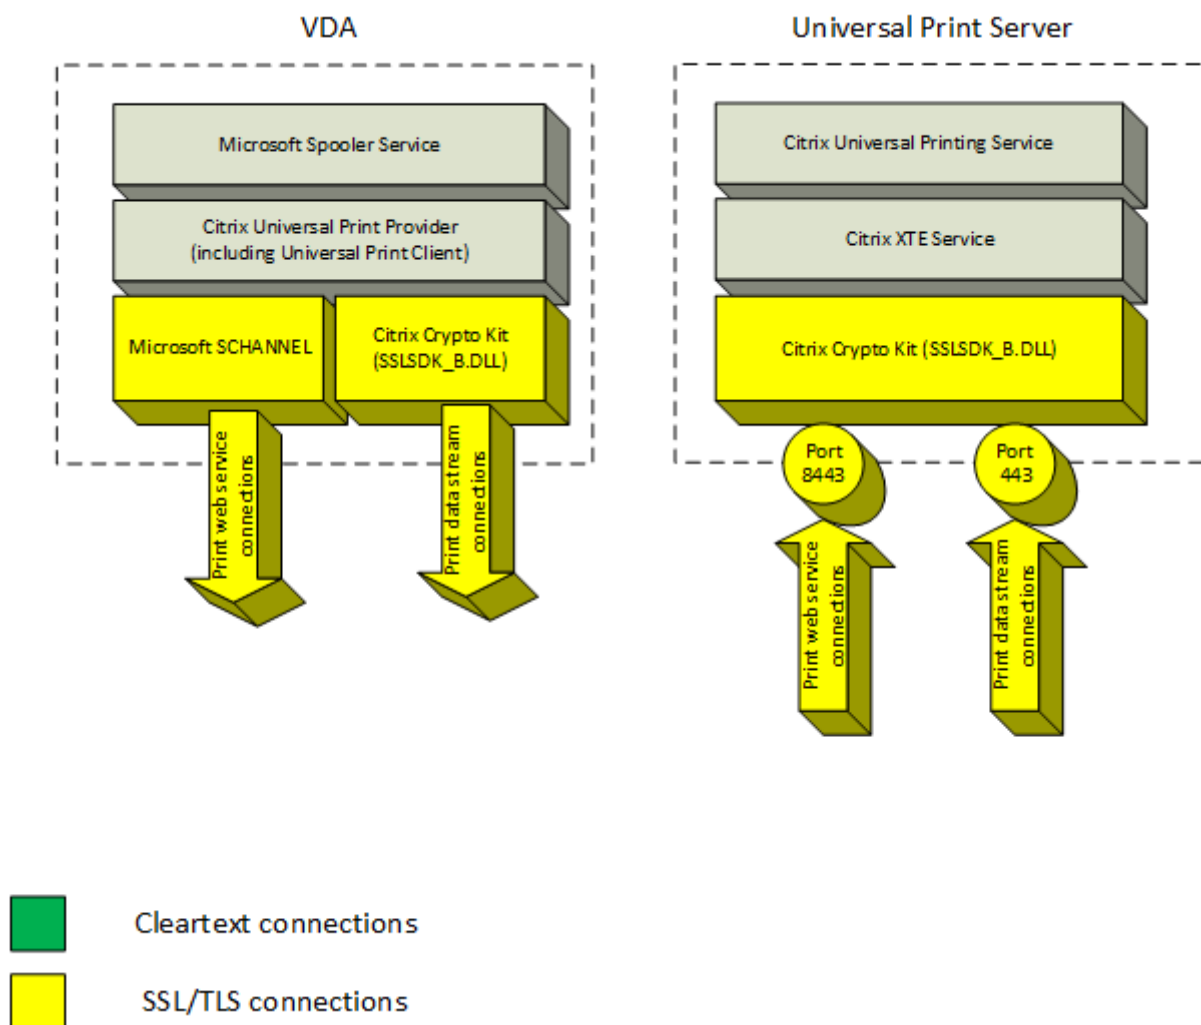 VDA
Universal Print Server
Microsoft Spooler Service
Citrix Universal Print Provider
(including Universal Print Client)
Microsoft SCHANNEL
Citrix Crypto Kit
(SSLSDK_B.DLL)
Print web service
connections
Print data stream
connections
Citrix Universal Printing Service
Citrix XTE Service
Citrix Crypto Kit (SSLSDK_B.DLL)
Port
8443
Port
443
Print web service
connections
Print data stream
connections
Cleartext connections
SSL/TLS connections